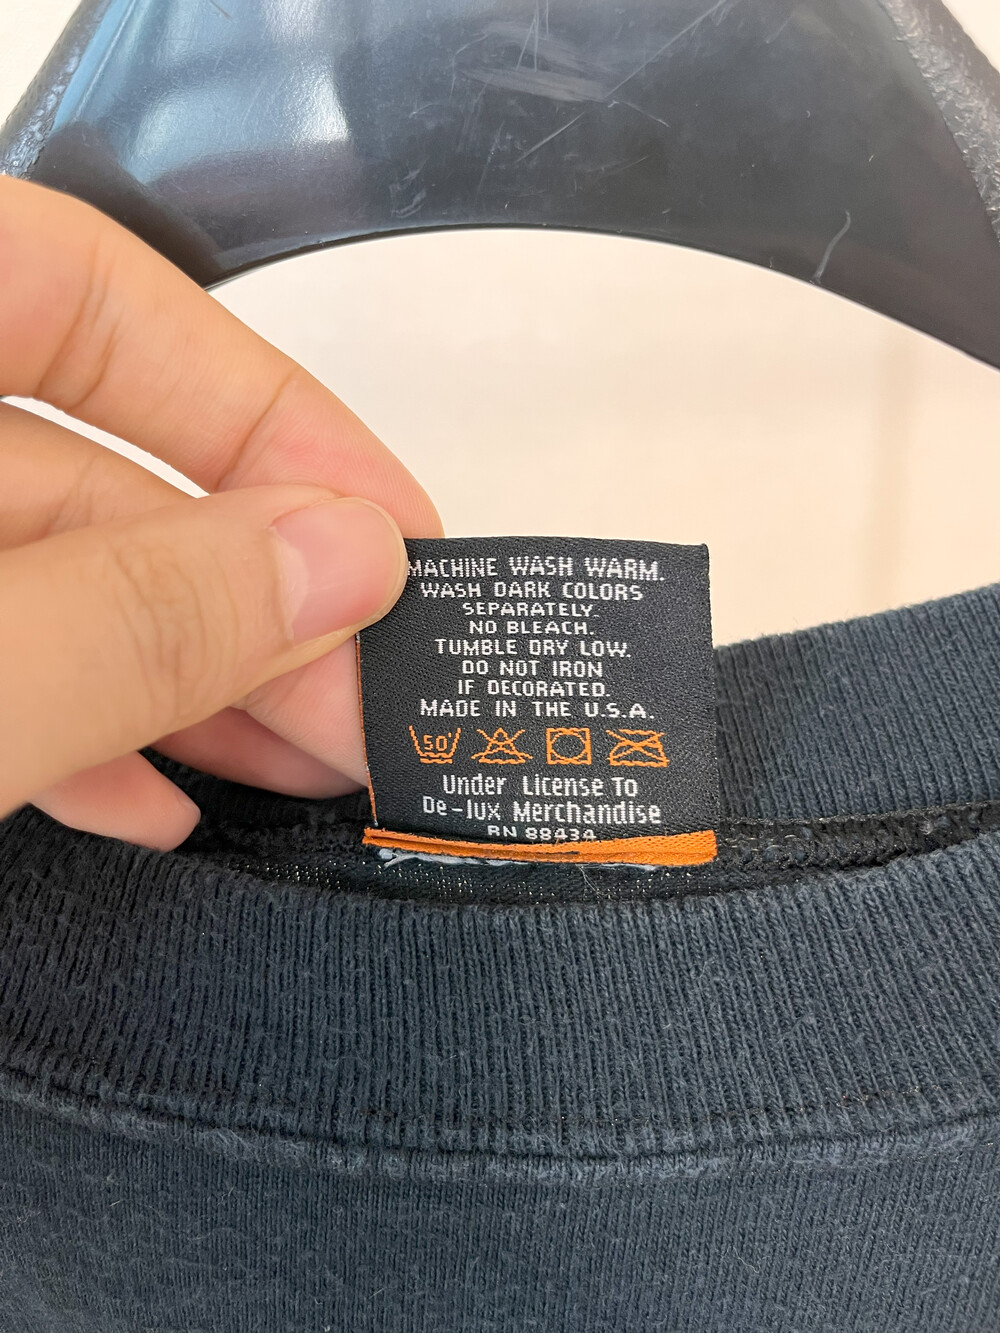 MACHINE WASH WARM.
WASH DARK COLORS
SEPARATELY.
NO BLEACH.
TUMBLE DRY LOW.
DO NOT IRON
IF DECORATED.
MADE IN THE U.S.A.
50°
Under License To
De-lux Merchandise
RN 88434